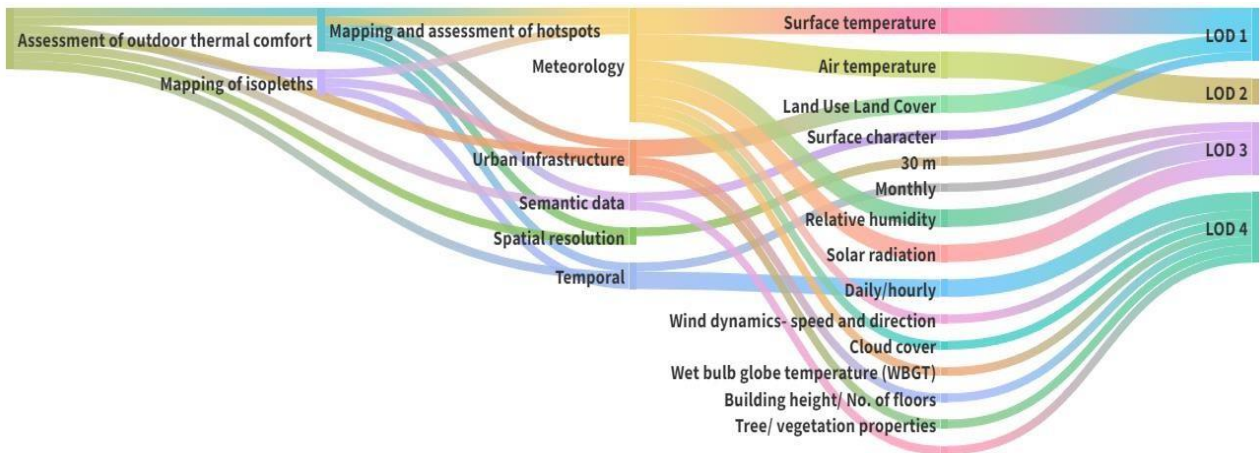 Assessment of outdoor thermal comfort
Mapping of isopleths
Mapping and assessment of hotspots
Meteorology
Urban infrastructure
Semantic data
Spatial resolution
Temporal
Surface temperature
Air temperature
Land Use Land Cover
Surface character
30 m
Monthly
Relative humidity
Solar radiation
Daily/hourly
Wind dynamics- speed and direction
Cloud cover
Wet bulb globe temperature (WBGT)
Building height/ No. of floors
Tree/ vegetation properties
LOD 1
LOD 2
LOD 3
LOD 4